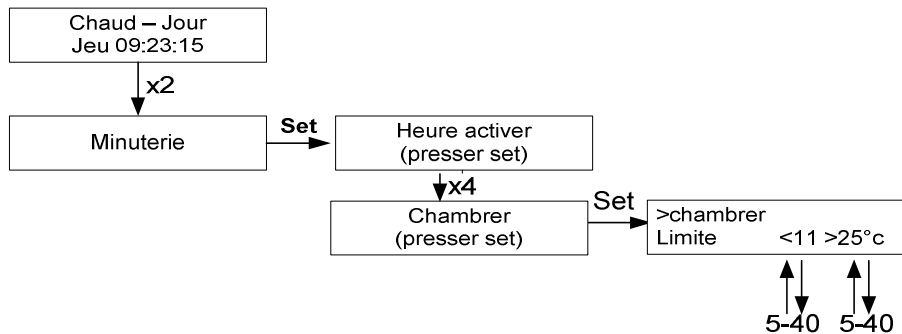 Chaud – Jour
Jeu 09:23:15
x2
Minuterie
Set
Heure activer
(presser set)
x4
Chambrer
(presser set)
Set
>chambrer
Limite <11 >25°c
5-40 5-40